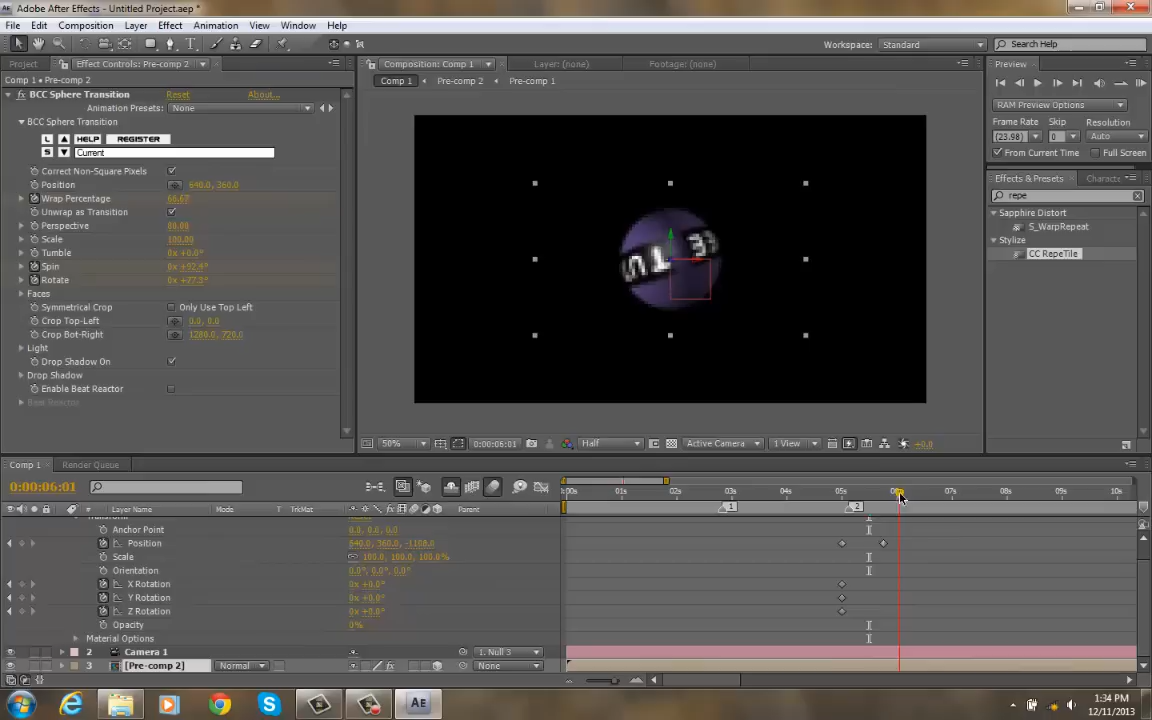 Adobe After Effects - Untitled Project.aep *
File Edit Composition Layer Effect Animation View Window Help
Workspace: Standard Search Help
Project Effect Controls: Pre-comp 2 Composition: Comp 1 Layer: (none) Footage: (none) Preview
Comp 1 • Pre-comp 2 Comp 1 Pre-comp 2 Pre-comp 1
fx BCC Sphere Transition Reset About...
Animation Presets: None
RAM Preview Options
BCC Sphere Transition
Frame Rate Skip Resolution
L HELP REGISTER
(23.98) 0 Auto
S Current
From Current Time Full Screen
Correct Non-Square Pixels
Position 640.0, 360.0
Effects & Presets Characte
Wrap Percentage 60.67
repe
Unwrap as Transition
Sapphire Distort
Perspective 80.00
S_WarpRepeat
Scale 100.00
Stylize
Tumble 0x +0.0°
CC RepeTile
Spin 0x +92.4°
Rotate 0x +27.3°
Faces
Symmetrical Crop Only Use Top Left
Crop Top-Left 0.0, 0.0
Crop Bot-Right 1280.0, 720.0
Light
Drop Shadow On
Drop Shadow
Enable Beat Reactor
Beat Reactor
50% 0:00:06:01 Half Active Camera 1 View +0.0
Comp 1 Render Queue
0:00:06:01
:00s 01s 02s 03s 04s 05s 07s 08s 09s 10s
# Layer Name Mode T TrkMat Parent
1 2
Anchor Point 0.0, 0.0, 0.0
Position 640.0, 360.0, -1108.0
Scale 100.0, 100.0, 100.0%
Orientation 0.0°, 0.0°, 0.0°
X Rotation 0x +0.0°
Y Rotation 0x +0.0°
Z Rotation 0x +0.0°
Opacity 0%
Material Options
2 Camera 1 1. Null 3
3 [Pre-comp 2] Normal None
AE
1:34 PM
12/11/2013